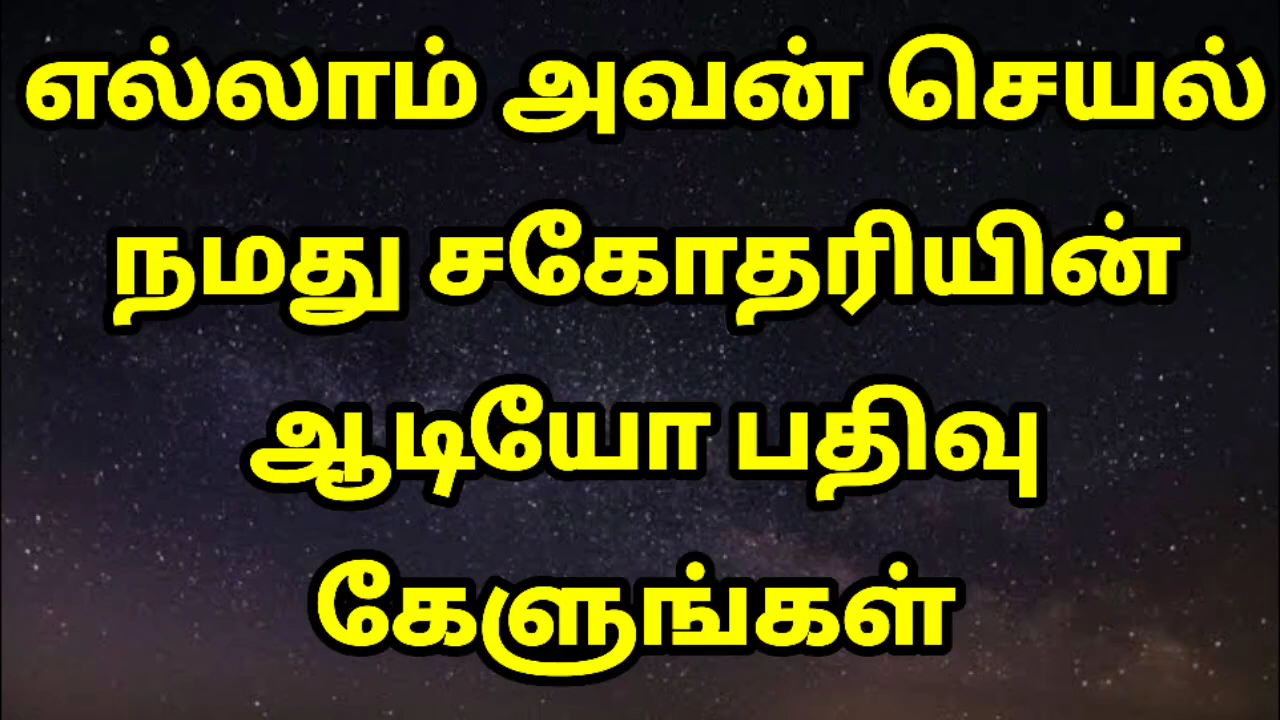 எல்லாம் அவன் செயல்
நமது சகோதரியின்
ஆடியோ பதிவு
கேளுங்கள்